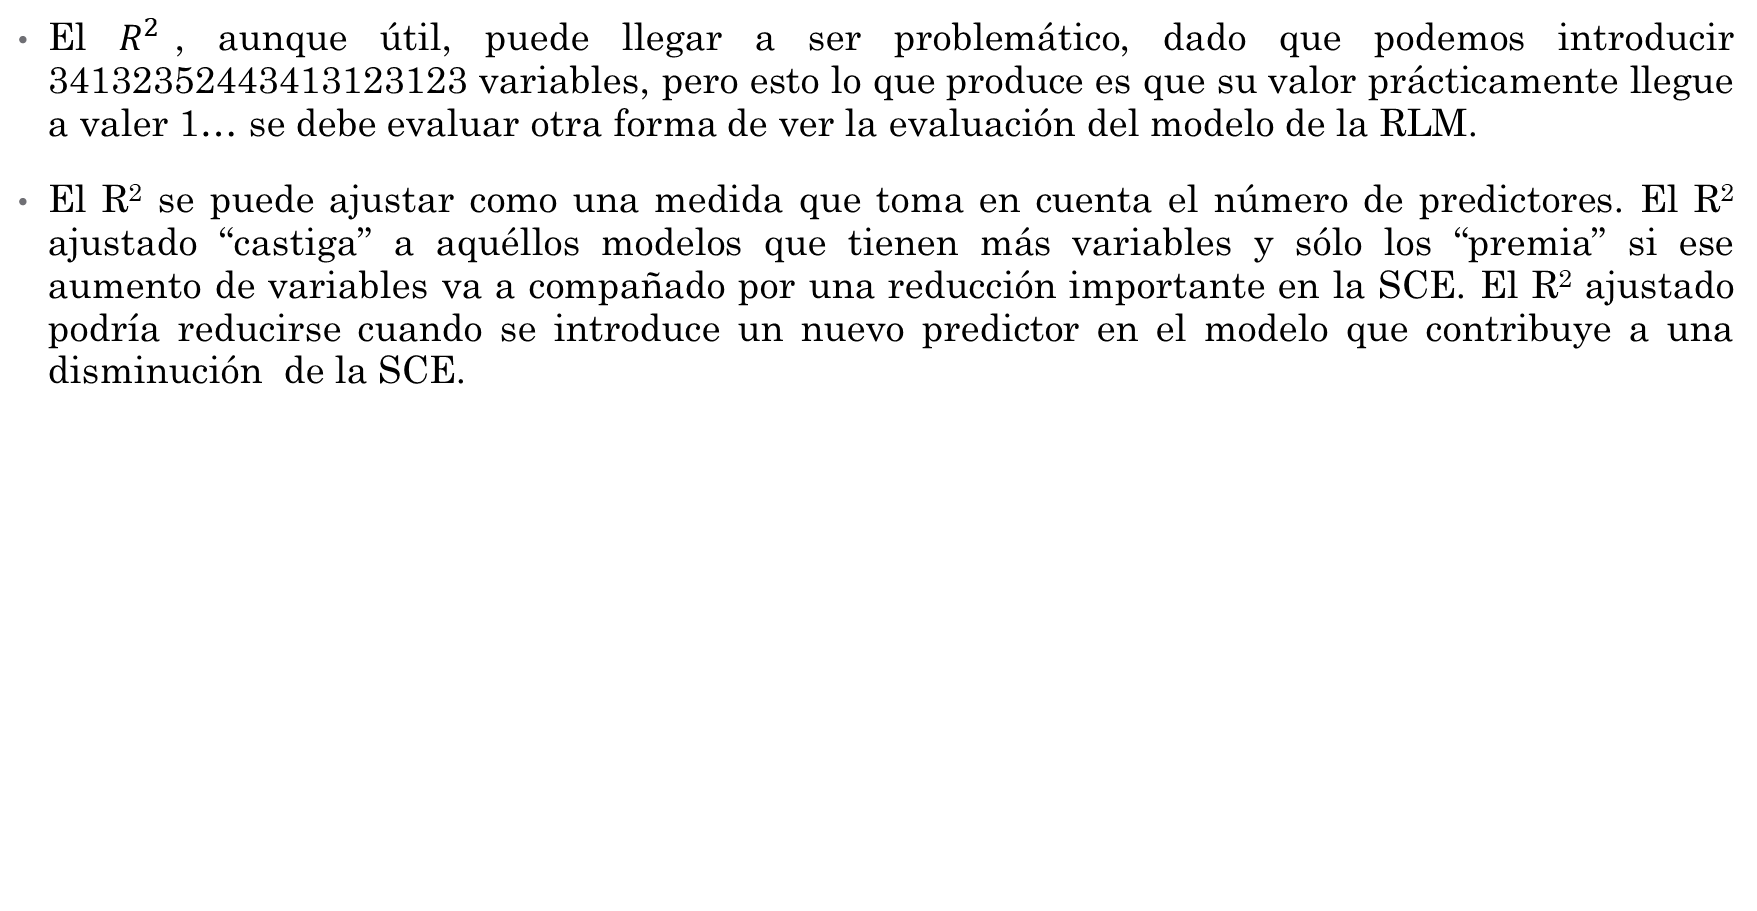 • El R² , aunque útil, puede llegar a ser problemático, dado que podemos introducir
34132352443413123123 variables, pero esto lo que produce es que su valor prácticamente llegue
a valer 1… se debe evaluar otra forma de ver la evaluación del modelo de la RLM.
• El R² se puede ajustar como una medida que toma en cuenta el número de predictores. El R²
ajustado “castiga” a aquéllos modelos que tienen más variables y sólo los “premia” si ese
aumento de variables va a compañado por una reducción importante en la SCE. El R² ajustado
podría reducirse cuando se introduce un nuevo predictor en el modelo que contribuye a una
disminución  de la SCE.